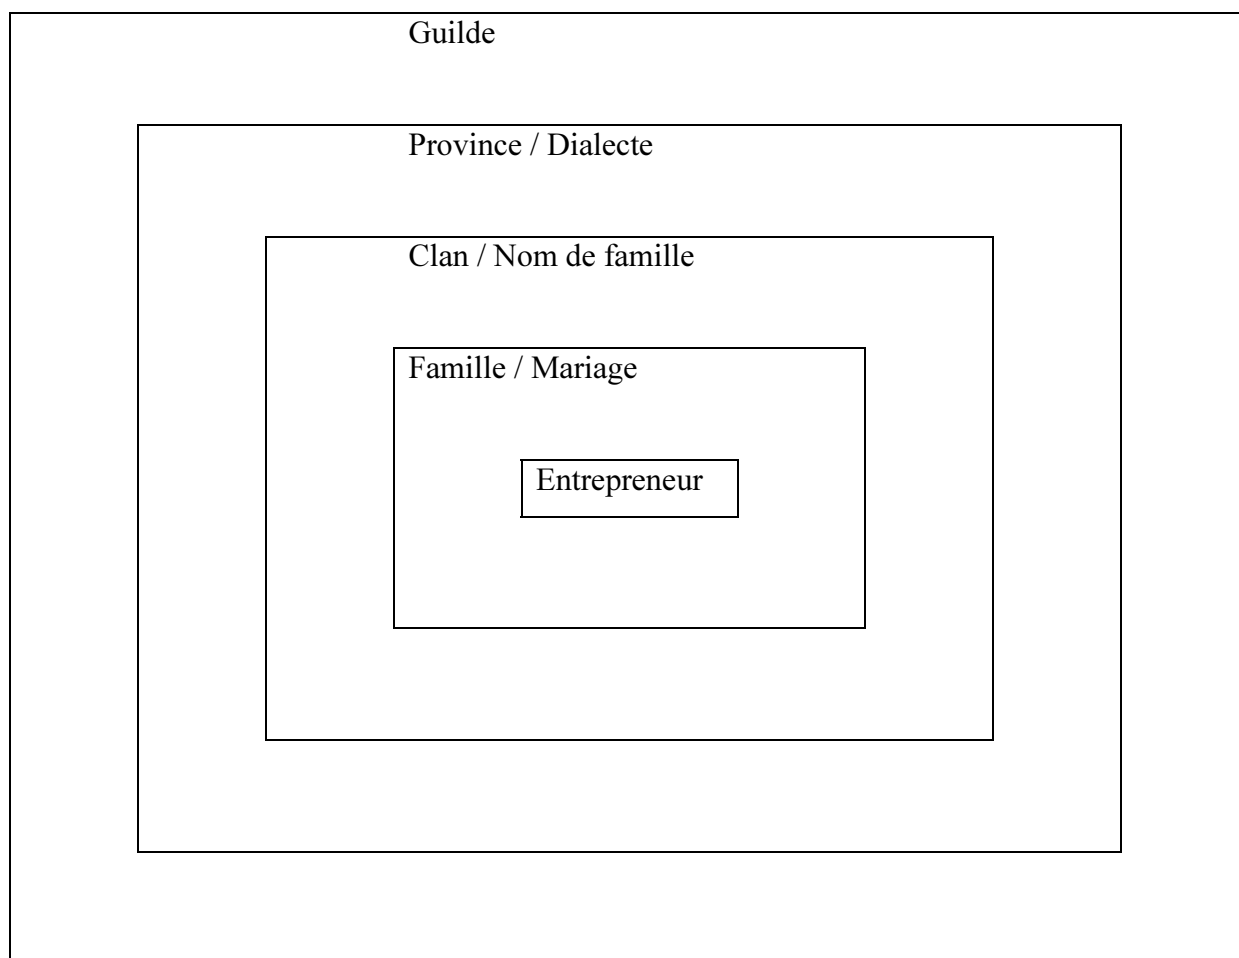 Guilde
Province / Dialecte
Clan / Nom de famille
Famille / Mariage
Entrepreneur